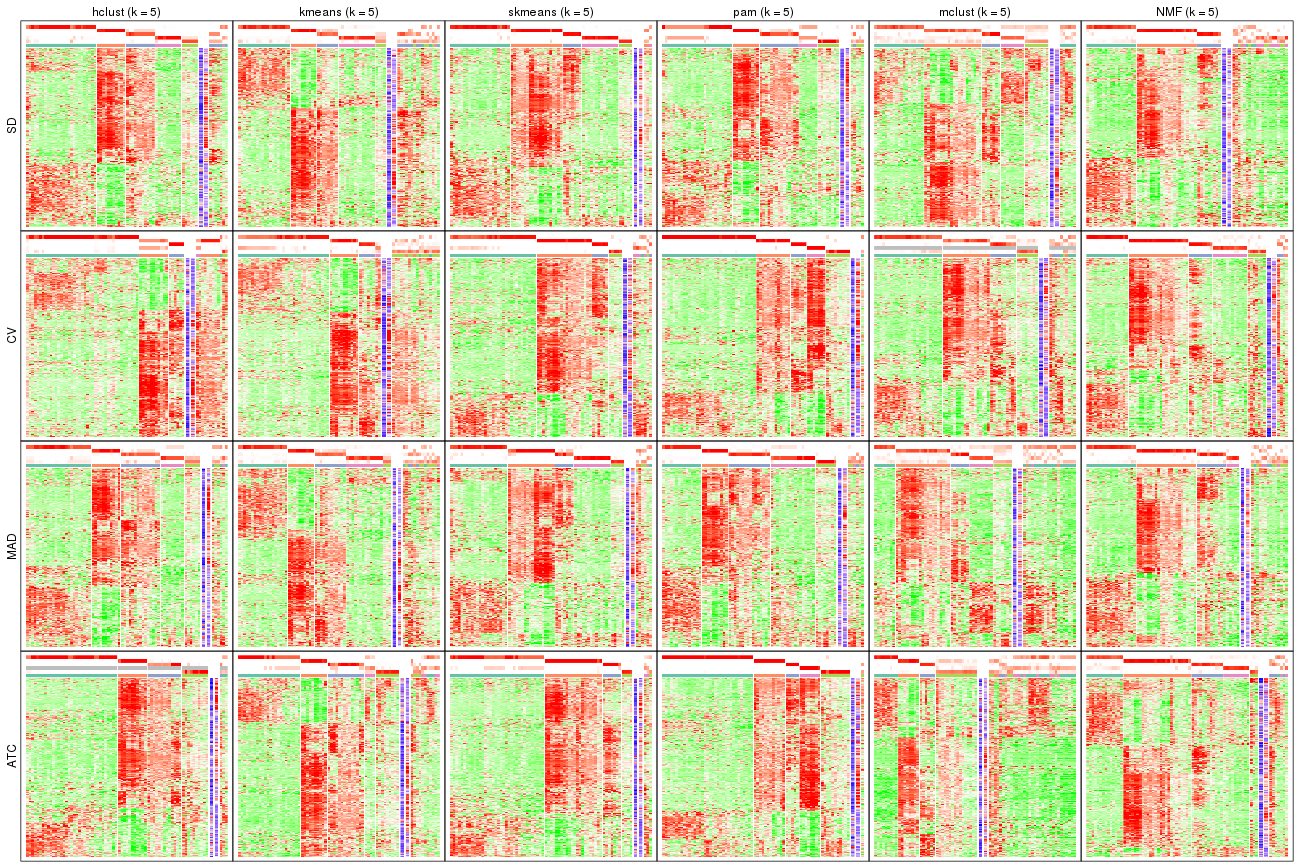 hclust (k = 5) kmeans (k = 5) skmeans (k = 5) pam (k = 5) mclust (k = 5) NMF (k = 5)
SD
CV
MAD
ATC